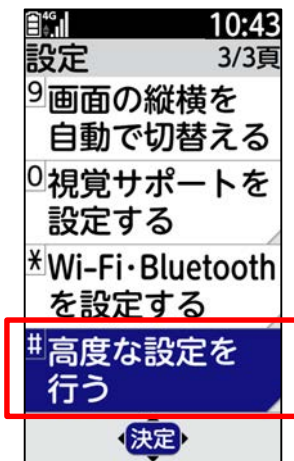 4G 10:43
設定 3/3頁
9 画面の縦横を
自動で切替える
0 視覚サポートを
設定する
* Wi-Fi・Bluetooth
を設定する
# 高度な設定を
行う
決定